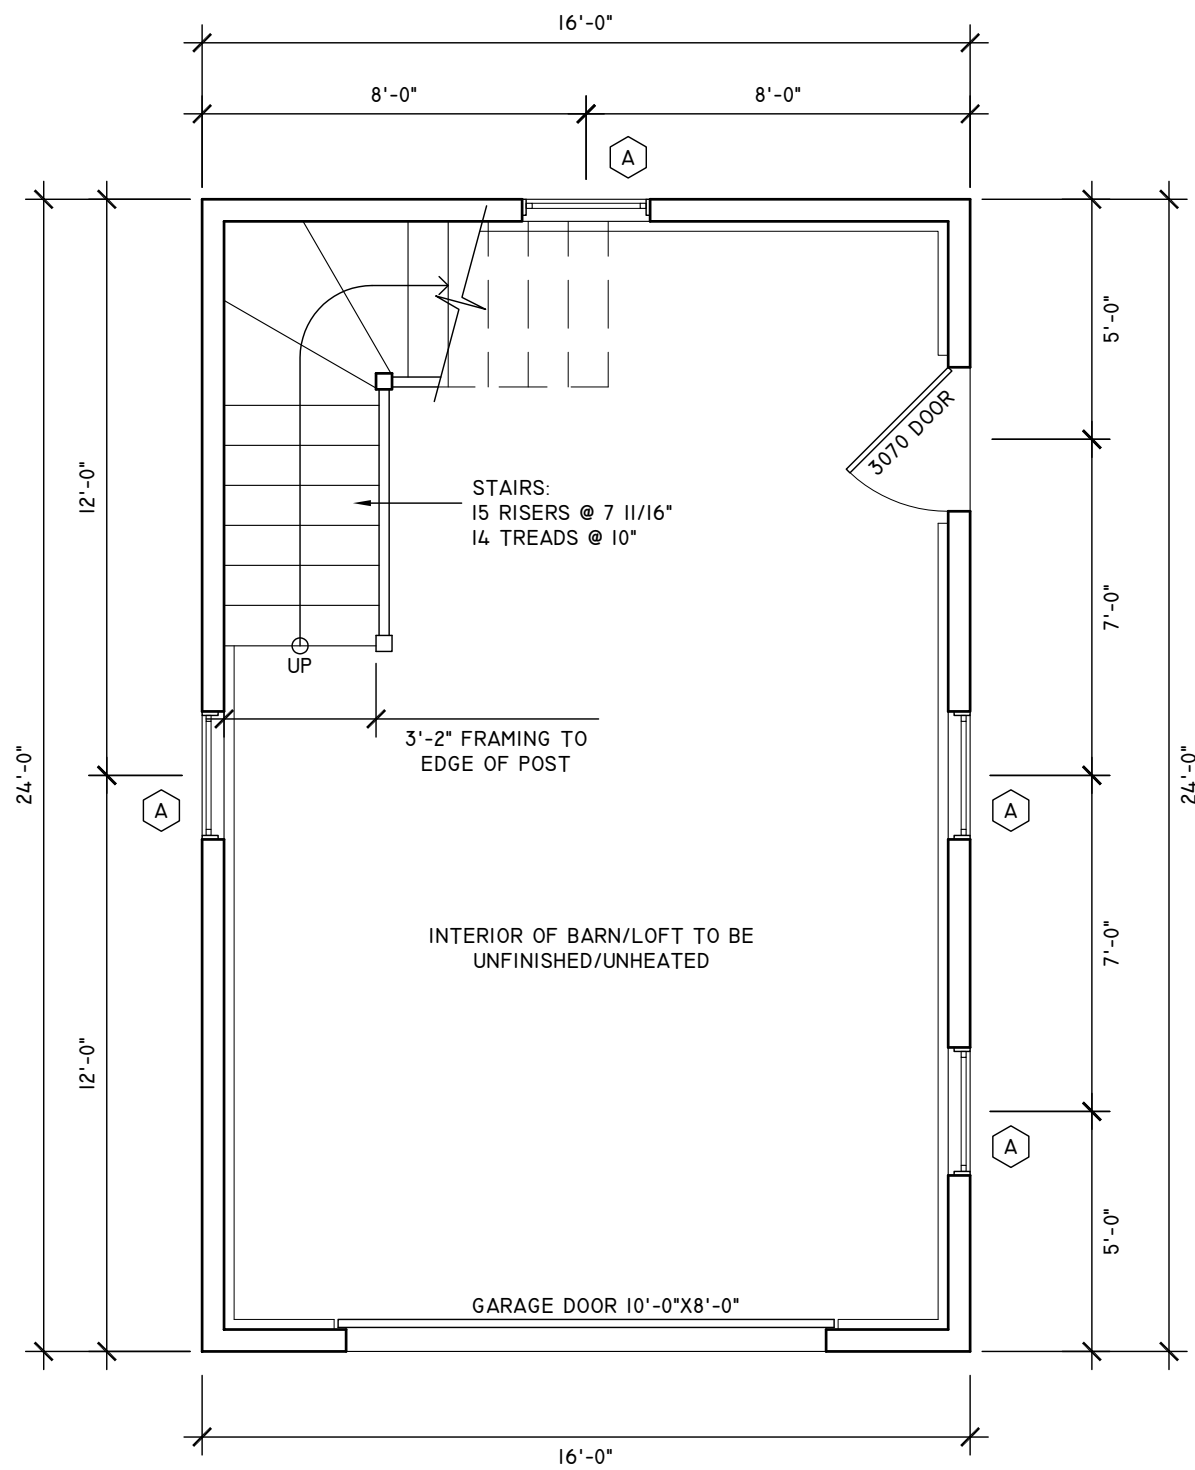 16'-0"
8'-0"
8'-0"
A
5'-0"
3070 DOOR
12'-0"
STAIRS:
15 RISERS @ 7 11/16"
14 TREADS @ 10"
7'-0"
UP
3'-2" FRAMING TO
EDGE OF POST
24'-0"
24'-0"
A
A
INTERIOR OF BARN/LOFT TO BE
UNFINISHED/UNHEATED
7'-0"
12'-0"
A
5'-0"
GARAGE DOOR 10'-0"X8'-0"
16'-0"